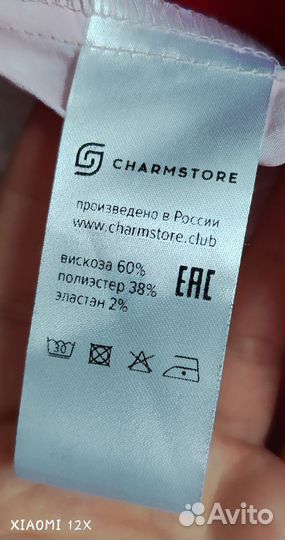 CHARMSTORE
произведено в России
www.charmstore.club
вискоза 60%
полиэстер 38%
эластан 2%
EAC
30
XIAOMI 12X
Avito